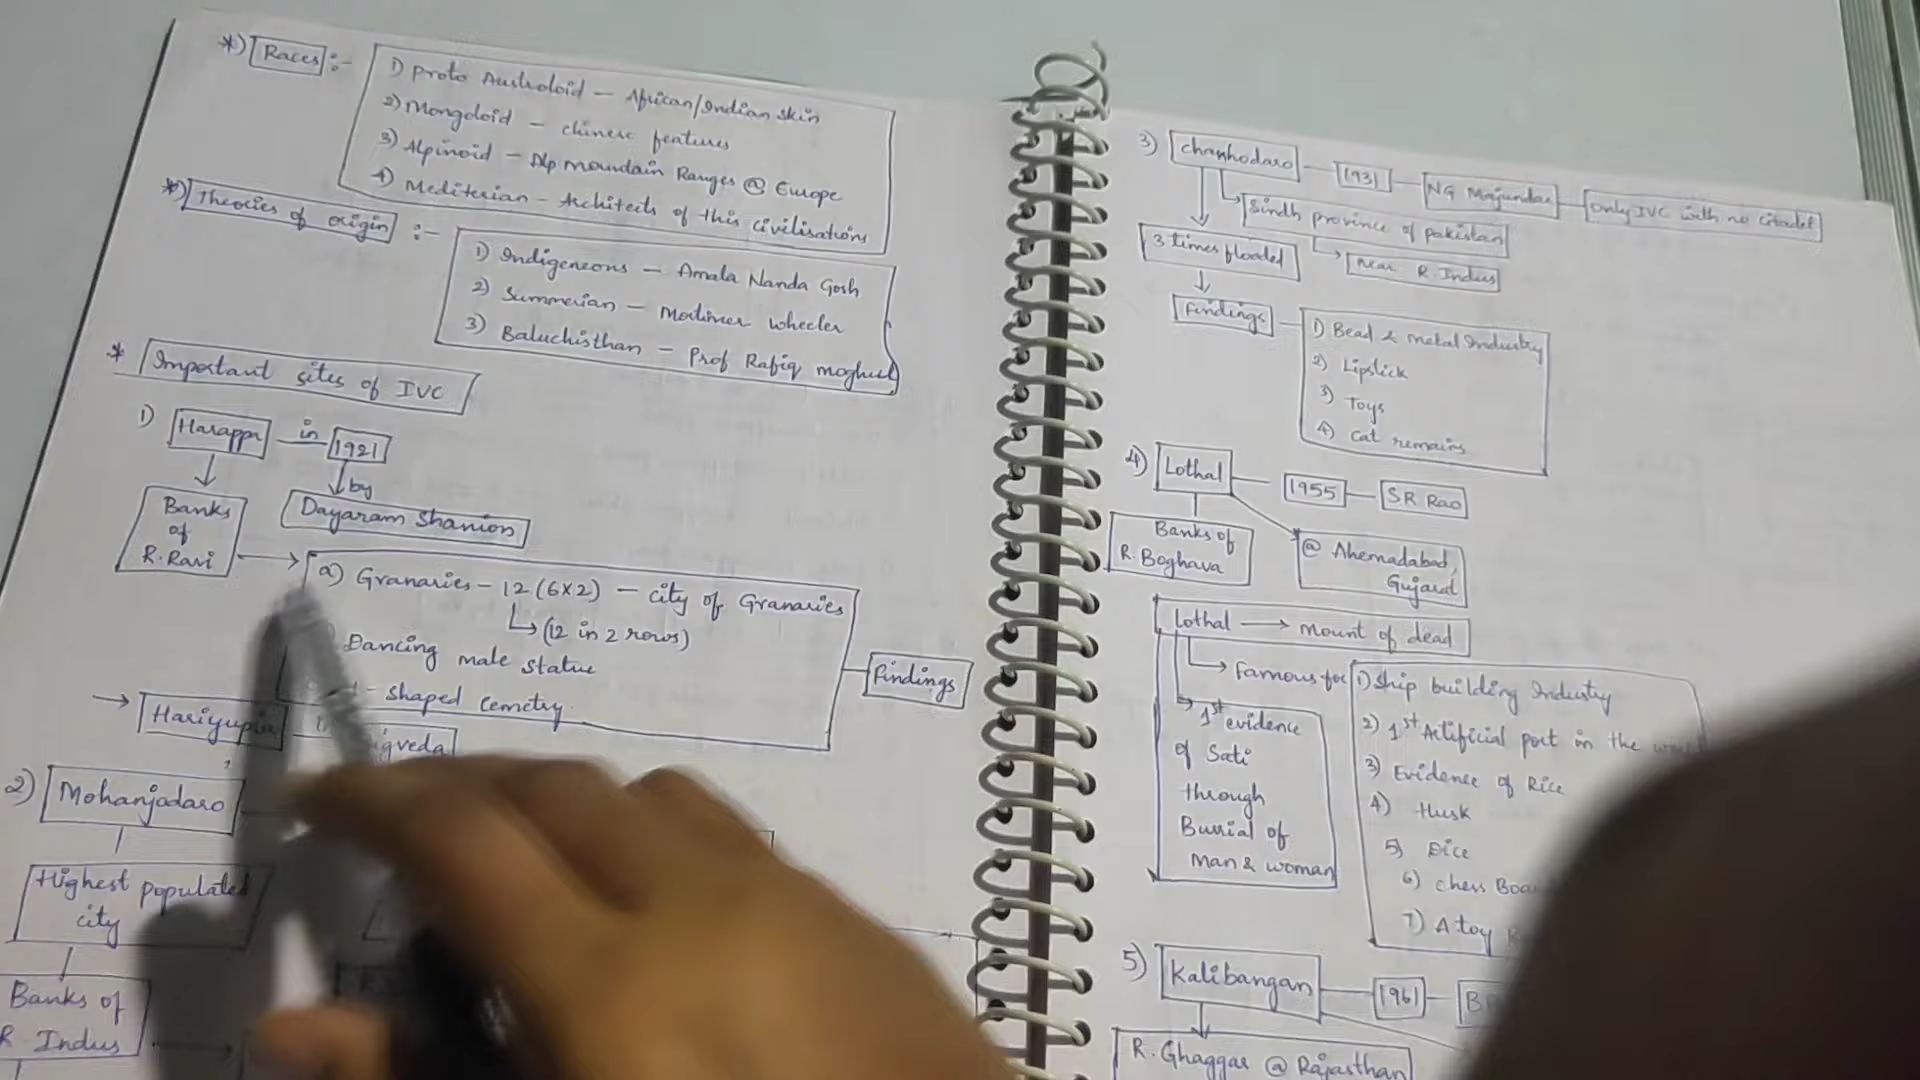 *) Races :-
1) Proto Australoid - African/Indian skin
2) Mongoloid - chinese features
3) Alpinoid - Alp mountain Ranges @ Europe
4) Mediterian - Architects of this civilisations
*) Theories of origin :-
1) Indigeneons - Amala Nanda Gosh
2) Summerian - Mortimer wheeler
3) Baluchisthan - Prof Rafiq moghul
* Important sites of IVC
1) Harappa in 1921
by
Dayaram
Banks
of
R. Ravi
a) Granaries - 12 (6x2) - city of Granaries
(12 in 2 rows)
Dancing male statue
- shaped cemetry.
Findings
Hariyupia
2) Mohanjodaro
Highest populated
city
Banks of
R. Indus
3) Chanhodaro - 1931 - NG Majundar - only IVC with no citadel
Sindh province of pakistan
3 times flooded
near R. Indus
Findings
1) Bead & metal Industry
2) Lipstick
3) Toys
4) cat remains
4) Lothal - 1955 - SR Rao
Banks of
R. Boghava
@ Ahemadabad,
Gujarat
Lothal → mount of dead
Famous for
1) Ship building Industry
2) 1st Artificial port in the
3) Evidence of Rice
4) Husk
5) Dice
6) chess
7) A toy
1st evidence
of Sati
through
Burial of
man & woman
5) Kalibangan - 1961 -
R. Ghaggar @ Rajasthan